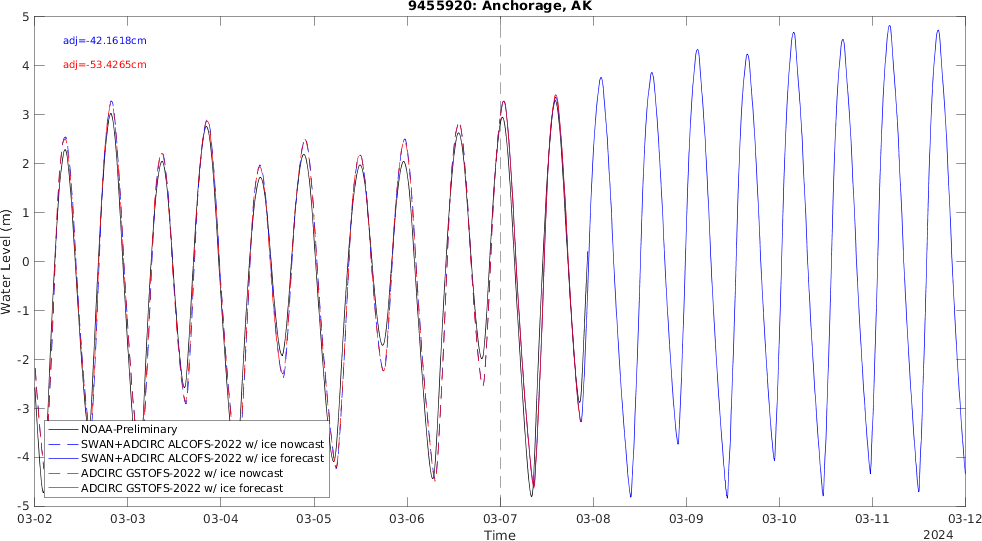 9455920: Anchorage, AK
adj=-42.1618cm
adj=-53.4265cm
Water Level (m)
5
4
3
2
1
0
-1
-2
-3
-4
-5
NOAA-Preliminary
SWAN+ADCIRC ALCOFS-2022 w/ ice nowcast
SWAN+ADCIRC ALCOFS-2022 w/ ice forecast
ADCIRC GSTOFS-2022 w/ ice nowcast
ADCIRC GSTOFS-2022 w/ ice forecast
03-02 03-03 03-04 03-05 03-06 03-07 03-08 03-09 03-10 03-11 03-12
Time
2024